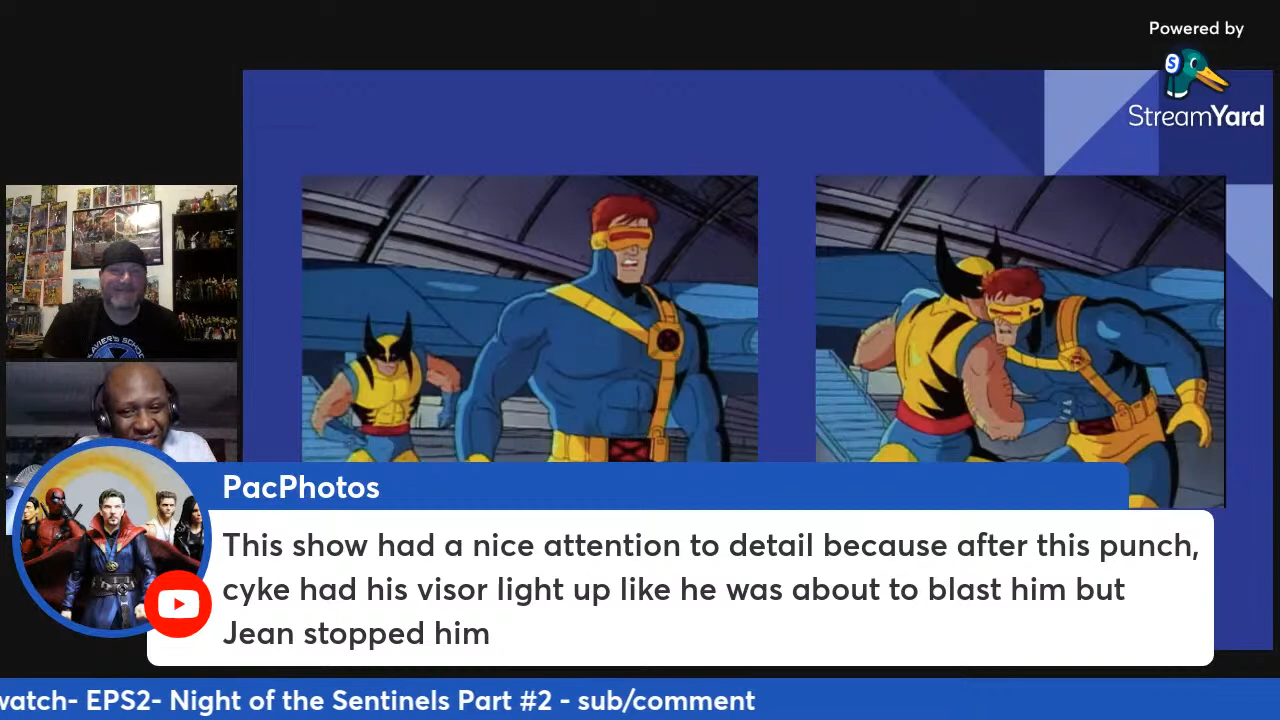 Powered by
S
StreamYard
XAVIER'S SCHOOL
PacPhotos
This show had a nice attention to detail because after this punch,
cyke had his visor light up like he was about to blast him but
Jean stopped him
watch- EPS2- Night of the Sentinels Part #2 - sub/comment